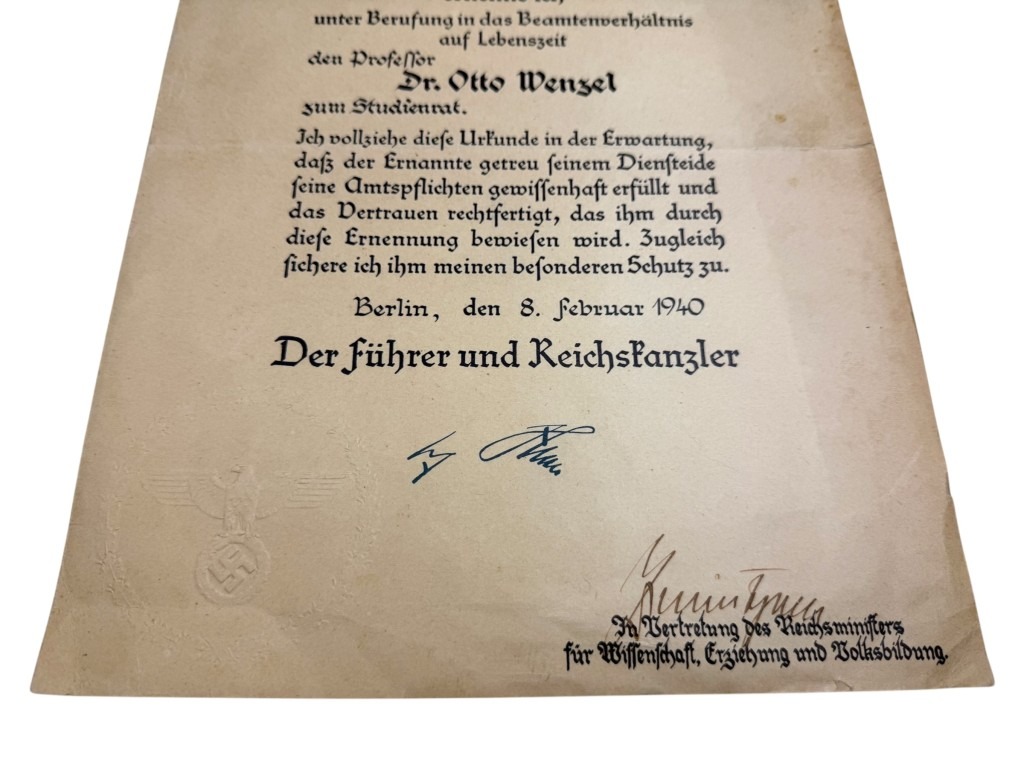 unter Berufung in das Beamtenverhältnis
auf Lebenszeit
den Professor
Dr. Otto Wenzel
zum Studienrat.
Ich vollziehe diese Urkunde in der Erwartung,
daß der Ernannte getreu seinem Diensteide
seine Amtspflichten gewissenhaft erfüllt und
das Vertrauen rechtfertigt, das ihm durch
diese Ernennung bewiesen wird. Zugleich
sichere ich ihm meinen besonderen Schutz zu.
Berlin, den 8. Februar 1940
Der Führer und Reichskanzler
In Vertretung des Reichsministers
für Wissenschaft, Erziehung und Volksbildung.